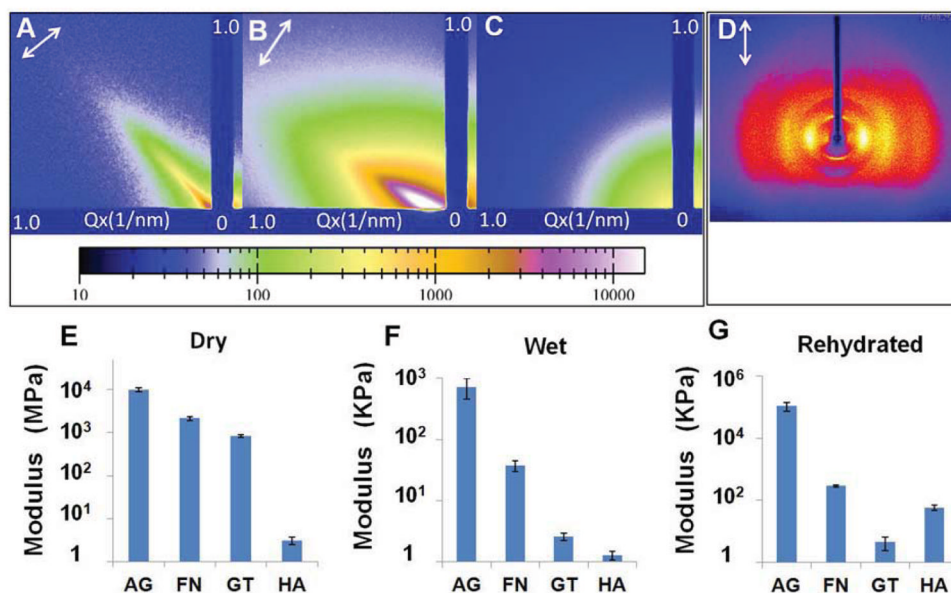 A
1.0
B
1.0
C
1.0
D
1.0
Qx(1/nm)
0
1.0
Qx(1/nm)
0
Qx(1/nm)
0
10
100
1000
10000
E
Dry
Modulus (MPa)
10⁴
10³
10²
10¹
1
AG FN GT HA
F
Wet
Modulus (KPa)
10³
10²
10¹
1
AG FN GT HA
G
Rehydrated
Modulus (KPa)
10⁶
10⁴
10²
1
AG FN GT HA